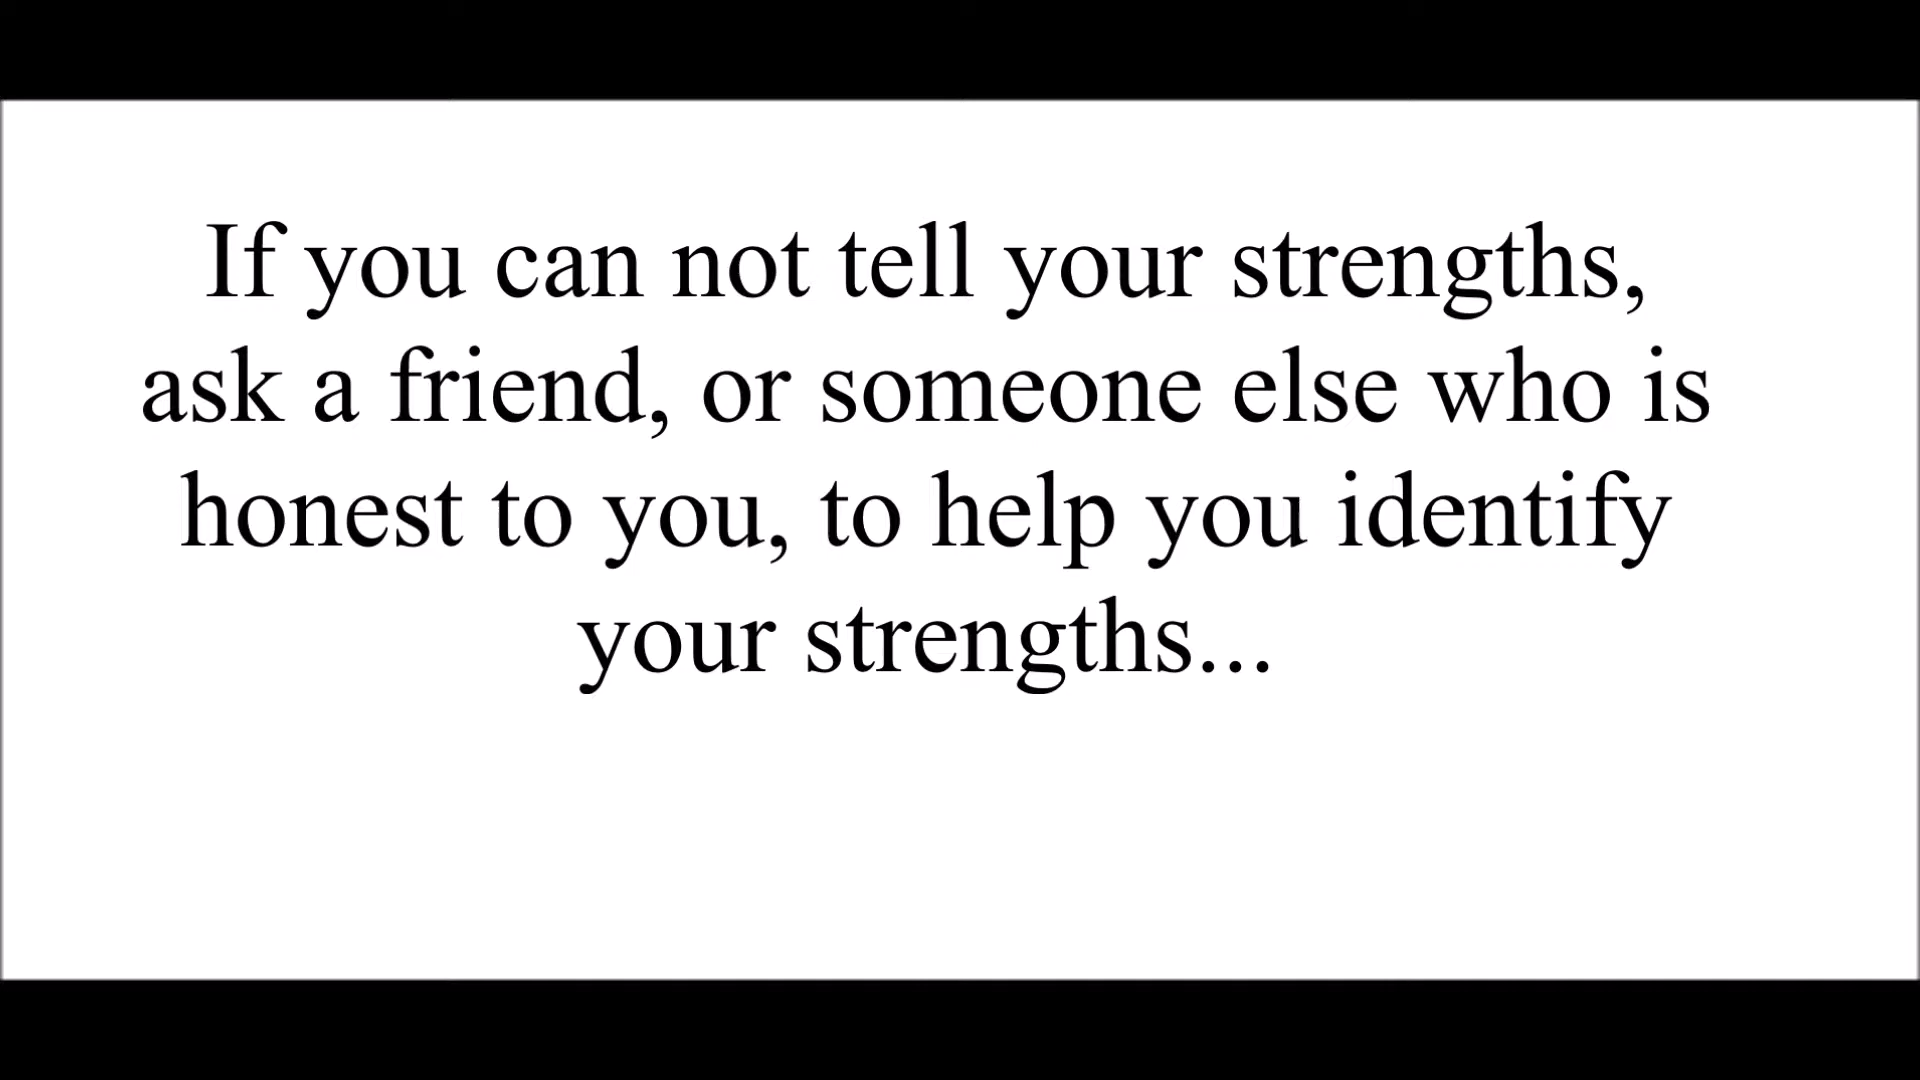 If you can not tell your strengths,
ask a friend, or someone else who is
honest to you, to help you identify
your strengths...